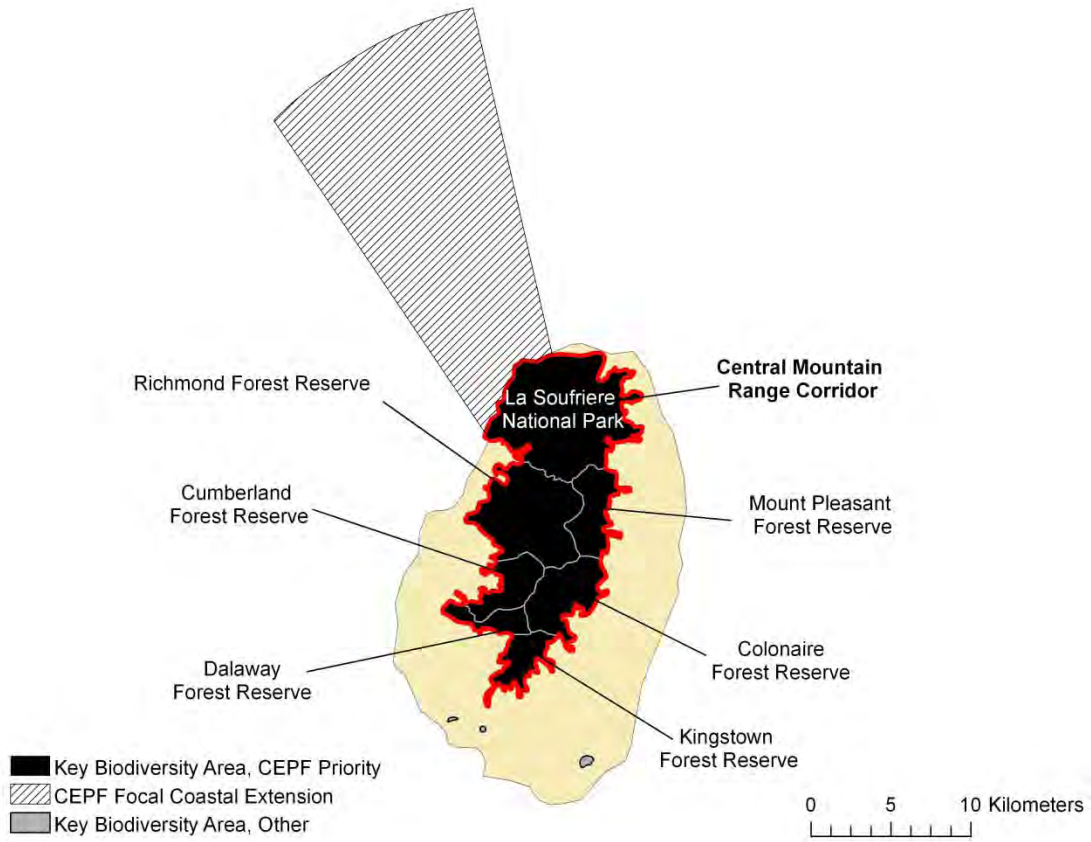 Richmond Forest Reserve
La Soufriere
National Park
Central Mountain
Range Corridor
Cumberland
Forest Reserve
Mount Pleasant
Forest Reserve
Dalaway
Forest Reserve
Colonaire
Forest Reserve
Kingstown
Forest Reserve
Key Biodiversity Area, CEPF Priority
CEPF Focal Coastal Extension
Key Biodiversity Area, Other
0 5 10 Kilometers